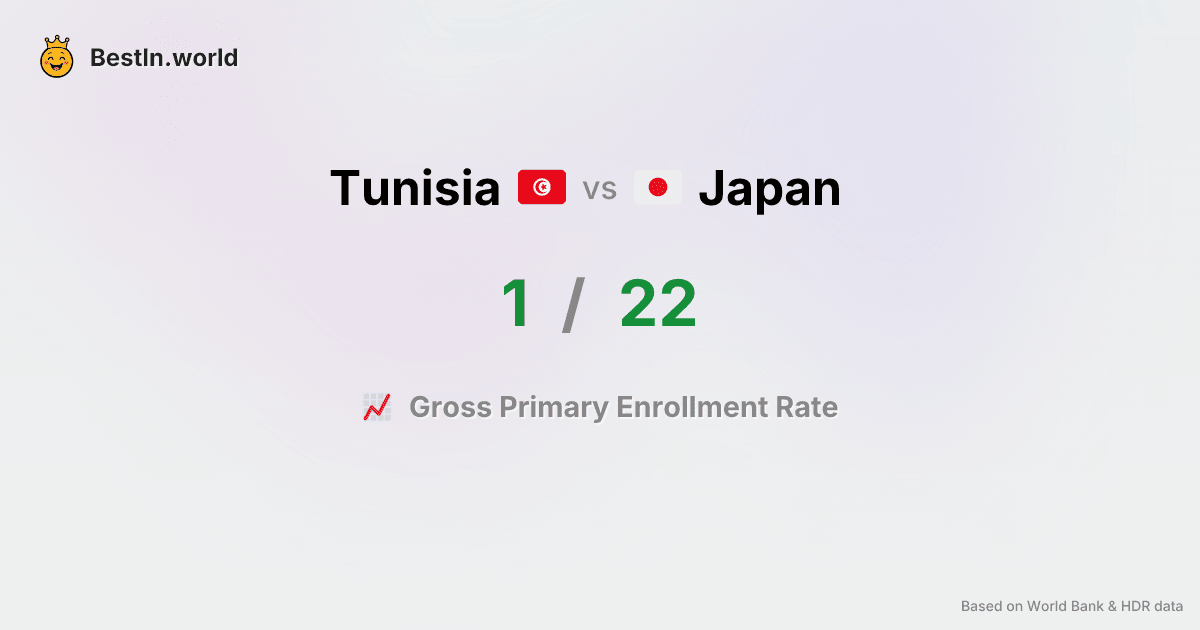 BestIn.world
Tunisia vs Japan
1 / 22
Gross Primary Enrollment Rate
Based on World Bank & HDR data